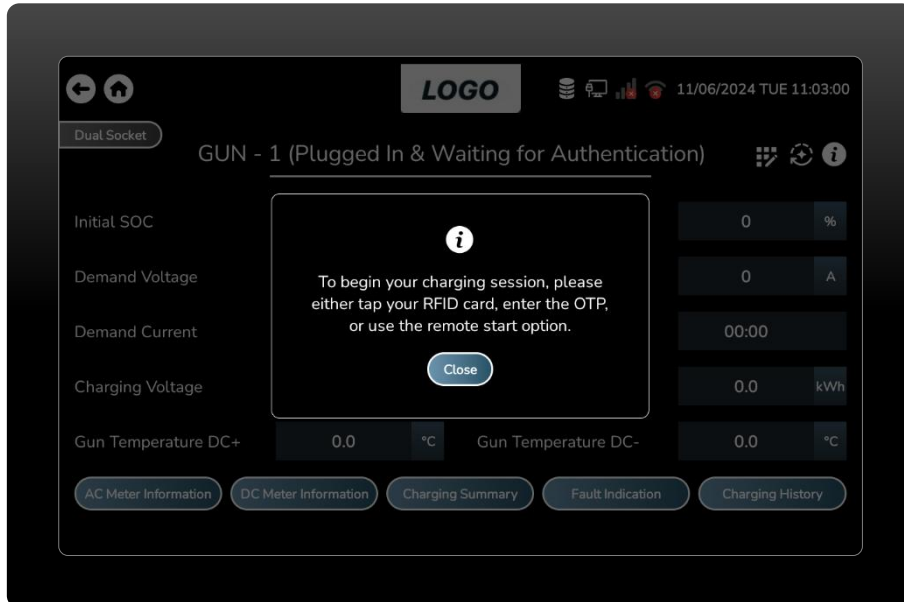 LOGO
11/06/2024 TUE 11:03:00
Dual Socket
GUN - 1 (Plugged In & Waiting for Authentication)
Initial SOC
0 %
Demand Voltage
0 A
Demand Current
00:00
Charging Voltage
0.0 kWh
To begin your charging session, please
either tap your RFID card, enter the OTP,
or use the remote start option.
Close
Gun Temperature DC+ 0.0 °C Gun Temperature DC- 0.0 °C
AC Meter Information DC Meter Information Charging Summary Fault Indication Charging History